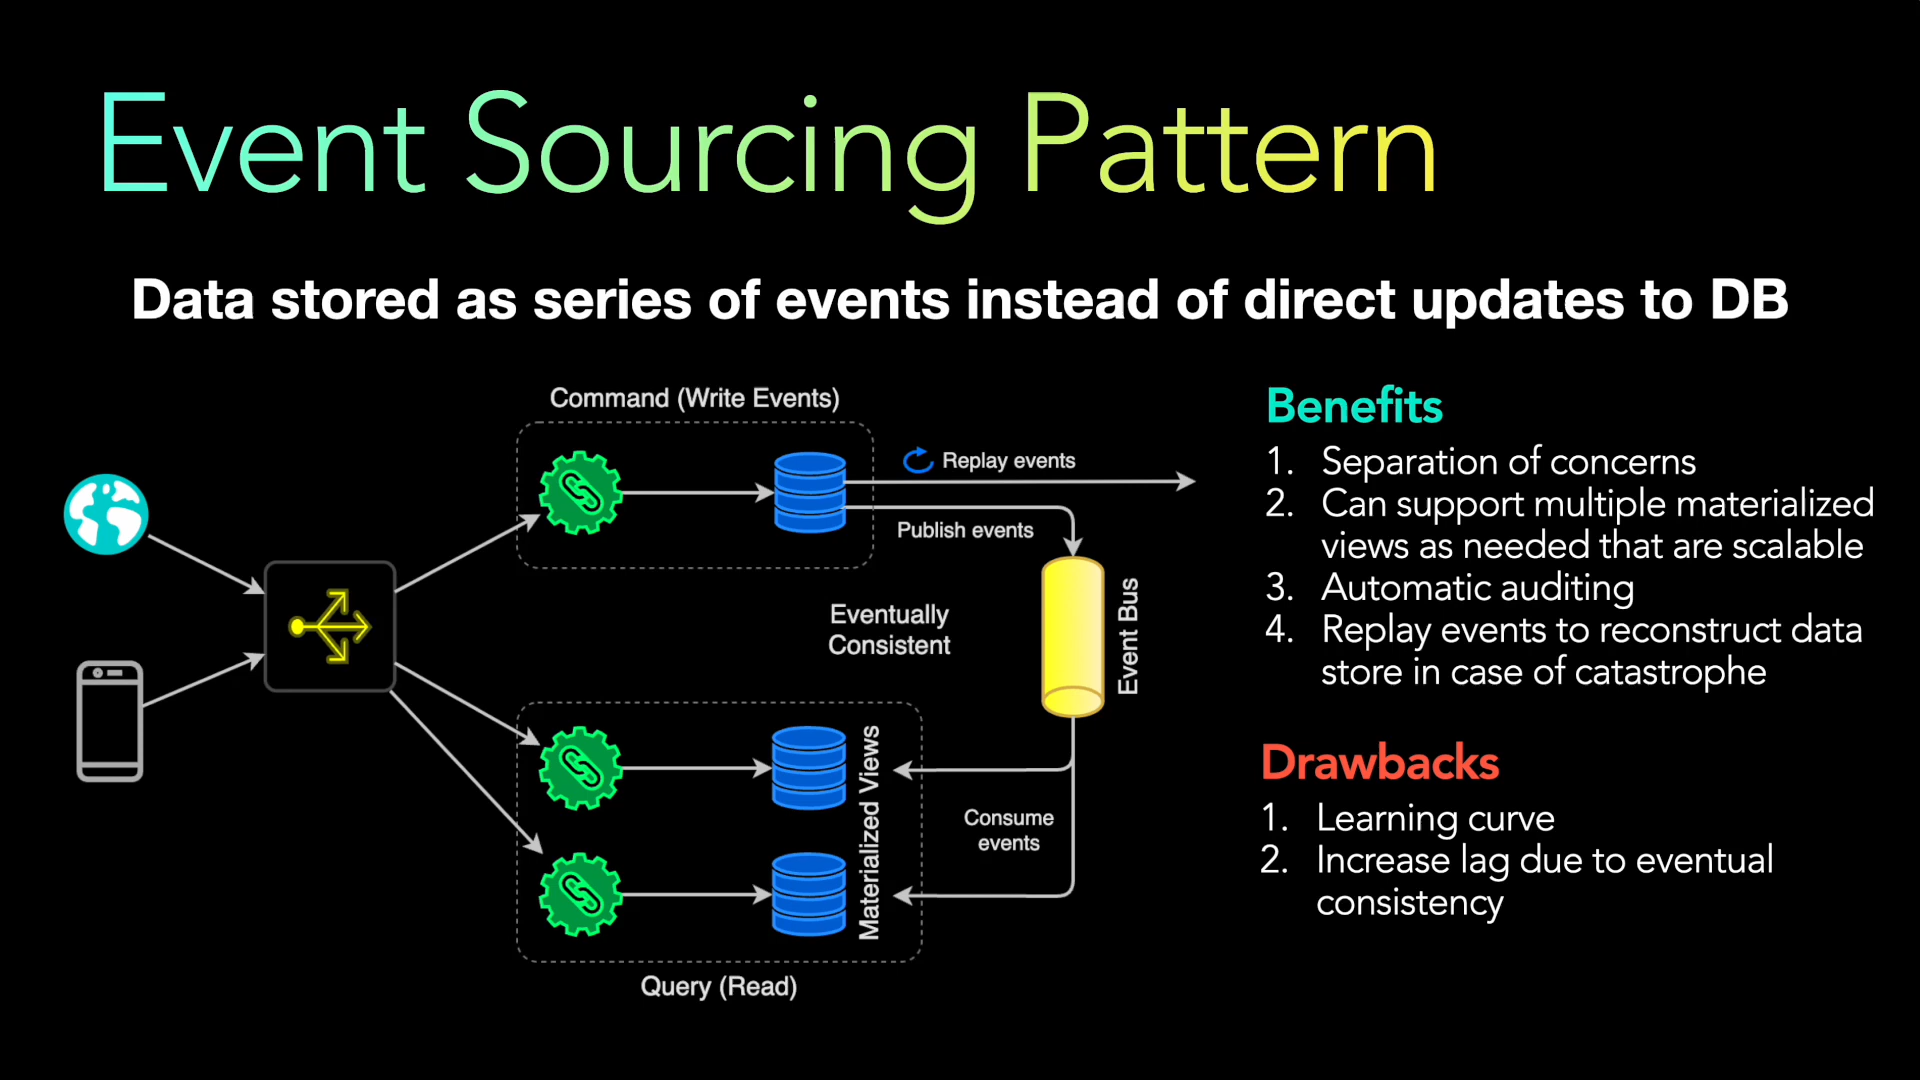 Event Sourcing Pattern
Data stored as series of events instead of direct updates to DB
Command (Write Events)
Replay events
Publish events
Eventually
Consistent
Event Bus
Materialized Views
Consume
events
Query (Read)
Benefits
1. Separation of concerns
2. Can support multiple materialized
views as needed that are scalable
3. Automatic auditing
4. Replay events to reconstruct data
store in case of catastrophe
Drawbacks
1. Learning curve
2. Increase lag due to eventual
consistency